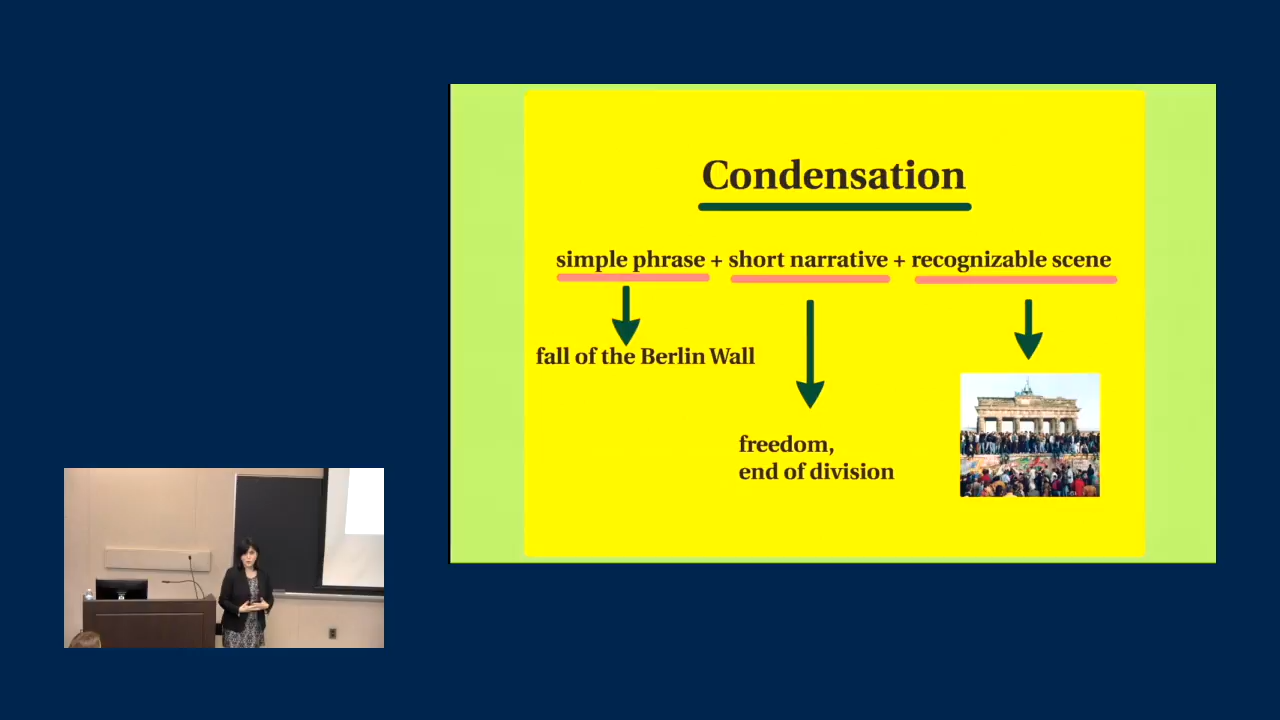 Condensation
simple phrase + short narrative + recognizable scene
fall of the Berlin Wall
freedom,
end of division